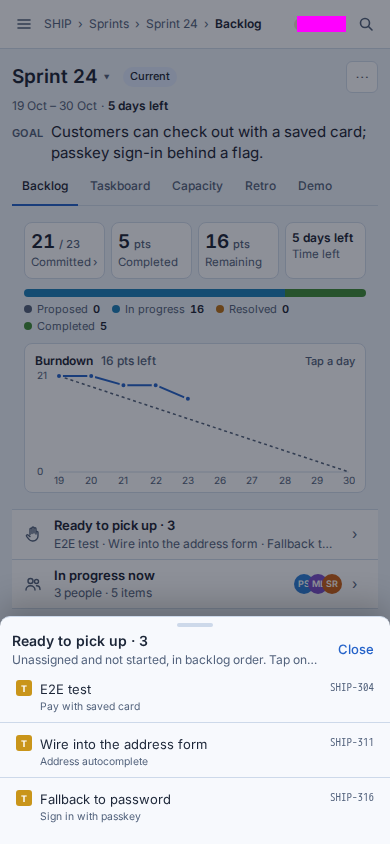 SHIP › Sprints › Sprint 24 › Backlog
Sprint 24 ▾ Current ...
19 Oct – 30 Oct · 5 days left
GOAL Customers can check out with a saved card;
passkey sign-in behind a flag.
Backlog Taskboard Capacity Retro Demo
21 / 23 5 pts 16 pts 5 days left
Committed › Completed Remaining Time left
Proposed 0 In progress 16 Resolved 0
Completed 5
Burndown 16 pts left Tap a day
21
0
19 20 21 22 23 26 27 28 29 30
Ready to pick up · 3
E2E test · Wire into the address form · Fallback t...
In progress now
3 people · 5 items
PS MI SR
Ready to pick up · 3
Close
Unassigned and not started, in backlog order. Tap on...
T E2E test SHIP-304
Pay with saved card
T Wire into the address form SHIP-311
Address autocomplete
T Fallback to password SHIP-316
Sign in with passkey